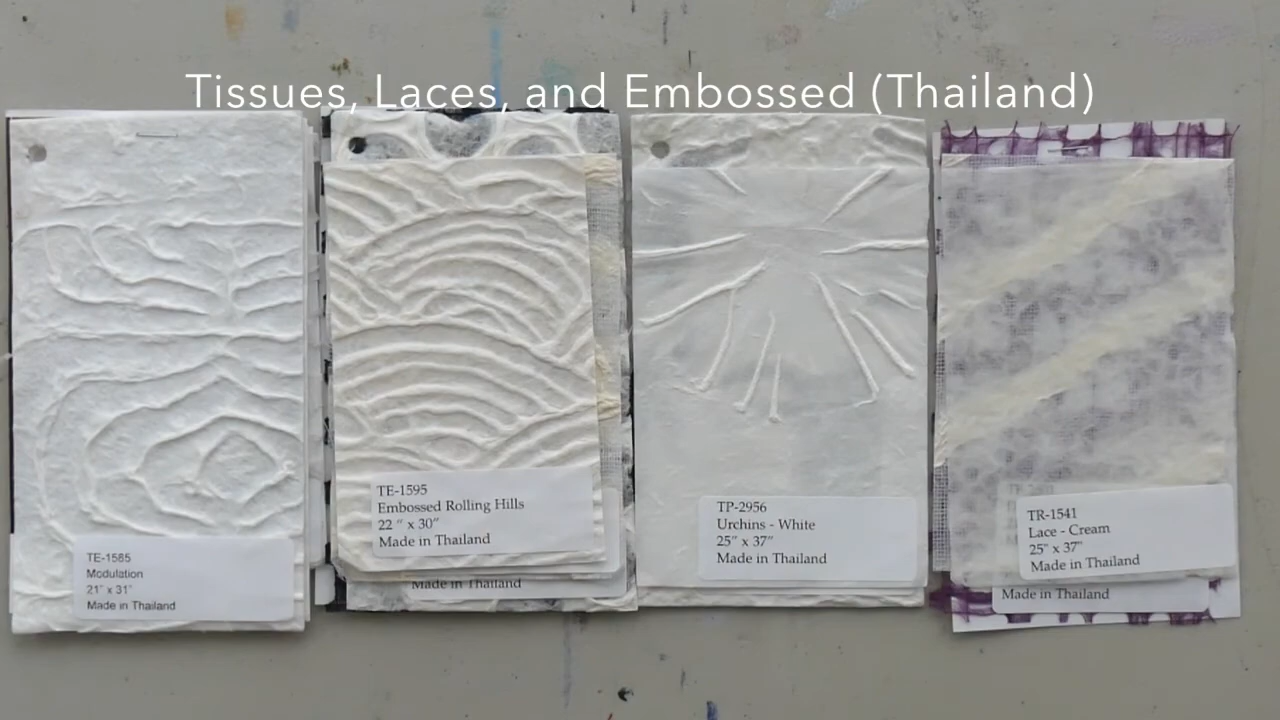 Tissues, Laces, and Embossed (Thailand)
TE-1585
Modulation
21" x 31"
Made in Thailand
TE-1595
Embossed Rolling Hills
22 " x 30"
Made in Thailand
Made in Thailand
TP-2956
Urchins - White
25" x 37"
Made in Thailand
TR-1541
Lace - Cream
25" x 37"
Made in Thailand
Made in Thailand